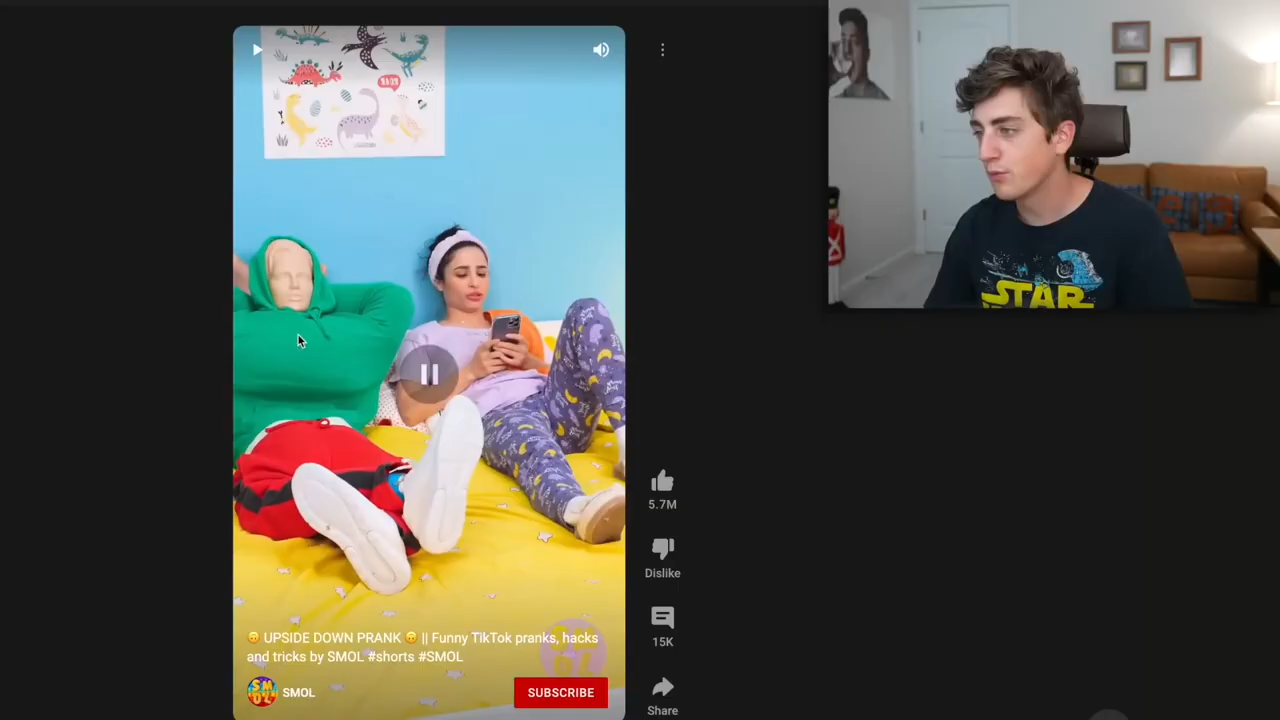 ROAR
STAR
5.7M
Dislike
15K
🙃 UPSIDE DOWN PRANK 🙃 || Funny TikTok pranks, hacks
and tricks by SMOL #shorts #SMOL
SMOL
SUBSCRIBE
Share